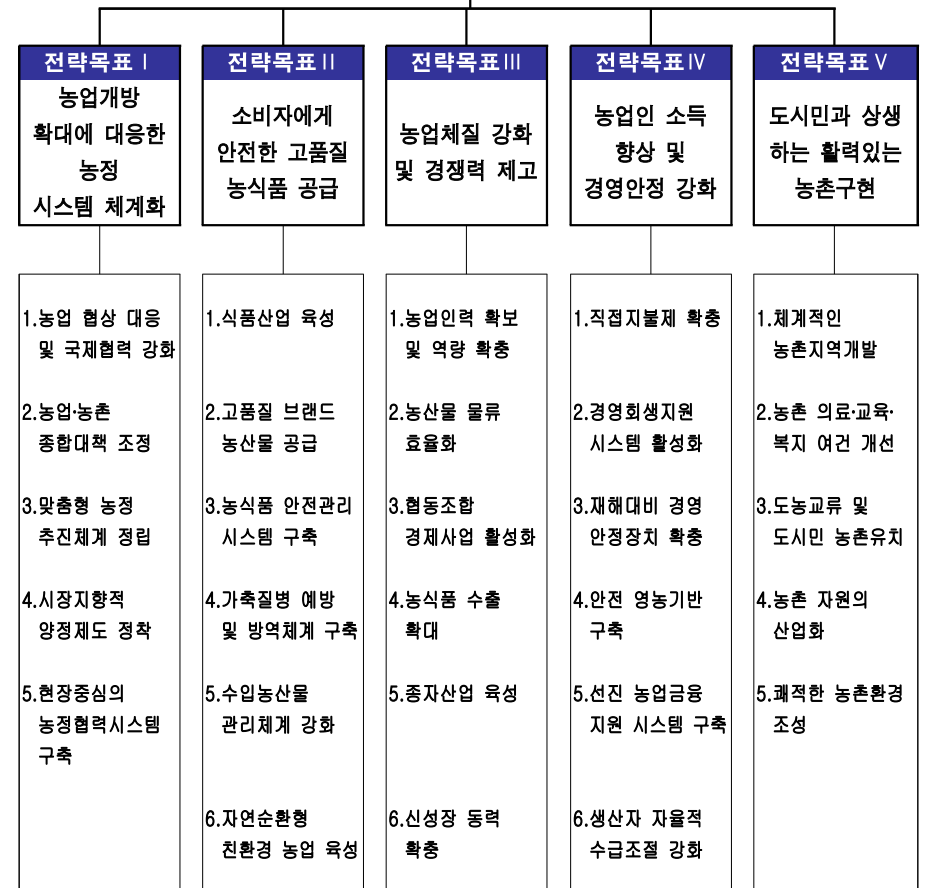 전략목표Ⅰ
농업개방
확대에 대응한
농정
시스템 체계화
전략목표Ⅱ
소비자에게
안전한 고품질
농식품 공급
전략목표Ⅲ
농업체질 강화
및 경쟁력 제고
전략목표Ⅳ
농업인 소득
향상 및
경영안정 강화
전략목표Ⅴ
도시민과 상생
하는 활력있는
농촌구현
1.농업 협상 대응
및 국제협력 강화
2.농업·농촌
종합대책 조정
3.맞춤형 농정
추진체계 정립
4.시장지향적
양정제도 정착
5.현장중심의
농정협력시스템
구축
1.식품산업 육성
2.고품질 브랜드
농산물 공급
3.농식품 안전관리
시스템 구축
4.가축질병 예방
및 방역체계 구축
5.수입농산물
관리체계 강화
6.자연순환형
친환경 농업 육성
1.농업인력 확보
및 역량 확충
2.농산물 물류
효율화
3.협동조합
경제사업 활성화
4.농식품 수출
확대
5.종자산업 육성
6.신성장 동력
확충
1.직접지불제 확충
2.경영회생지원
시스템 활성화
3.재해대비 경영
안정장치 확충
4.안전 영농기반
구축
5.선진 농업금융
지원 시스템 구축
6.생산자 자율적
수급조절 강화
1.체계적인
농촌지역개발
2.농촌 의료·교육·
복지 여건 개선
3.도농교류 및
도시민 농촌유치
4.농촌 자원의
산업화
5.쾌적한 농촌환경
조성